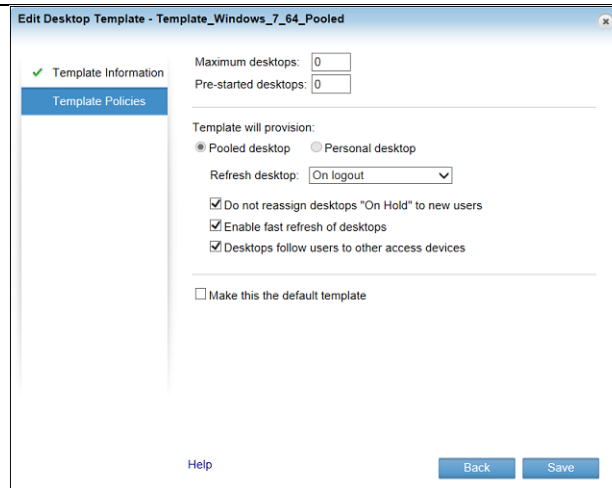 Edit Desktop Template - Template_Windows_7_64_Pooled
Template Information
Template Policies
Maximum desktops: 0
Pre-started desktops: 0
Template will provision:
Pooled desktop Personal desktop
Refresh desktop: On logout
Do not reassign desktops "On Hold" to new users
Enable fast refresh of desktops
Desktops follow users to other access devices
Make this the default template
Help Back Save